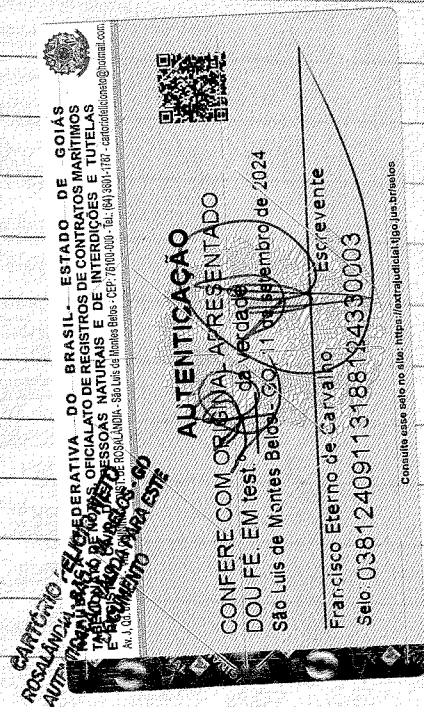 FEDERATIVA DO BRASIL - ESTADO DE GOIÁS
OFICIALATO DE REGISTROS DE CONTRATOS MARÍTIMOS
PESSOAS NATURAIS E DE INTERDIÇÕES E TUTELAS
DE ROSALÂNDIA - São Luís de Montes Belos - CEP: 76100-000 - Tel.: (64) 3601-1787 - cartoriofeliciioneto@hotmail.com
CARTÓRIO
ROSALÂNDIA
AUTENTICAÇÃO
CONFERE COM ORIGINAL APRESENTADO
DOU FÉ. EM test.º da verdade.
São Luís de Montes Belos - GO, 11 de setembro de 2024
Francisco Eterno de Carvalho Escrevente
Selo: 03812409113188124330003
Consulte esse selo no site: https://extrajudicial.tjgo.jus.br/selos